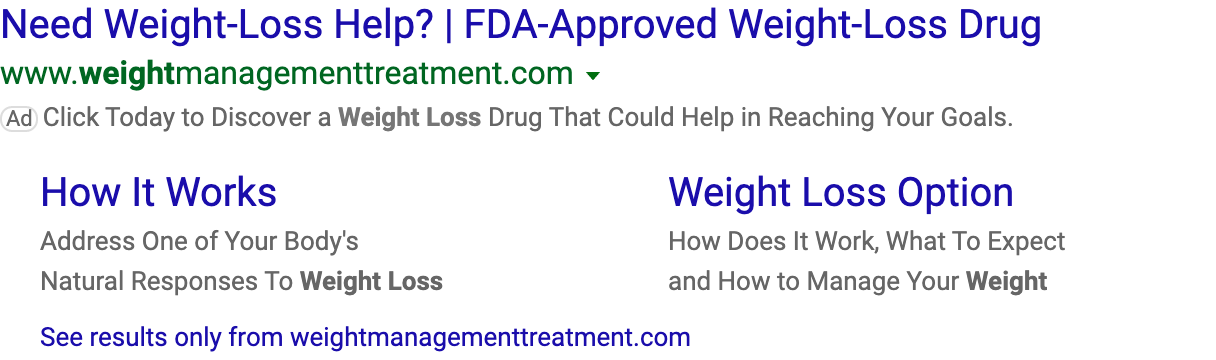 Need Weight-Loss Help? | FDA-Approved Weight-Loss Drug
www.weightmanagementtreatment.com
Ad Click Today to Discover a Weight Loss Drug That Could Help in Reaching Your Goals.
How It Works
Address One of Your Body's
Natural Responses To Weight Loss
Weight Loss Option
How Does It Work, What To Expect
and How to Manage Your Weight
See results only from weightmanagementtreatment.com